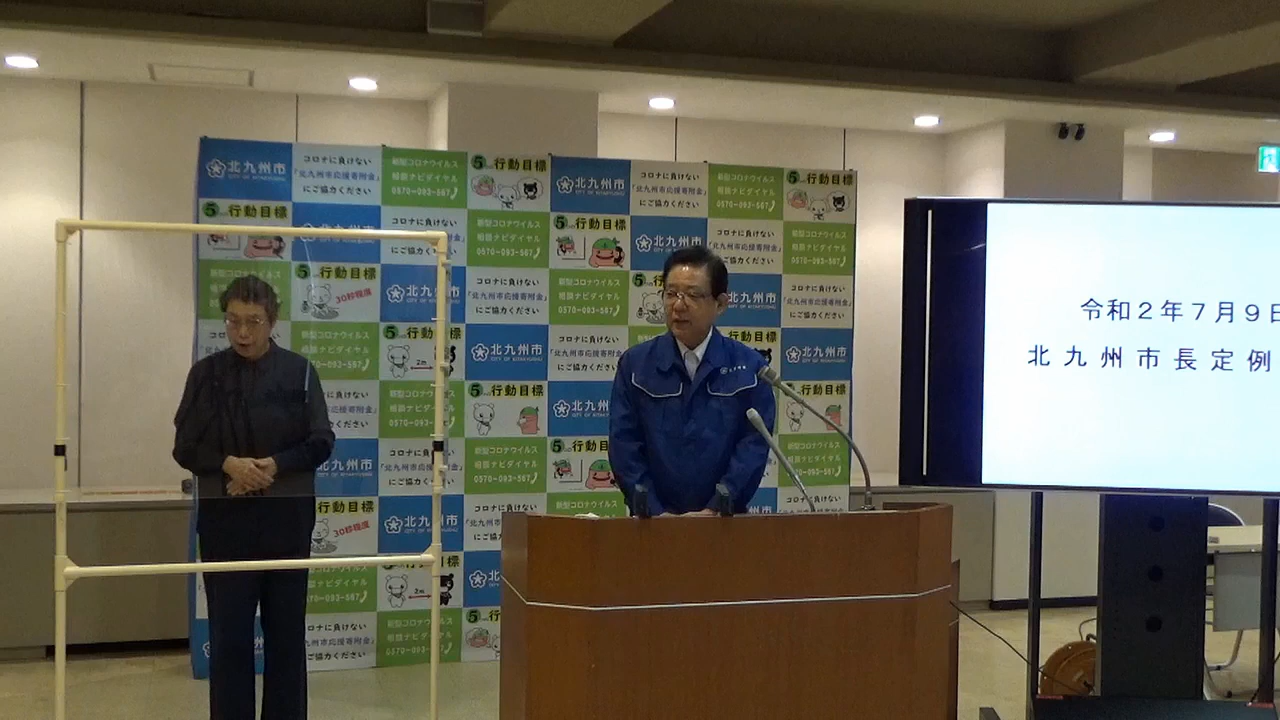 北九州市
CITY OF KITAKYUSHU
コロナに負けない
「北九州市応援寄附金」
にご協力ください
新型コロナウイルス
相談ナビダイヤル
0570-093-567
5つの行動目標
30秒程度
2m
令和２年７月９日
北九州市長定例